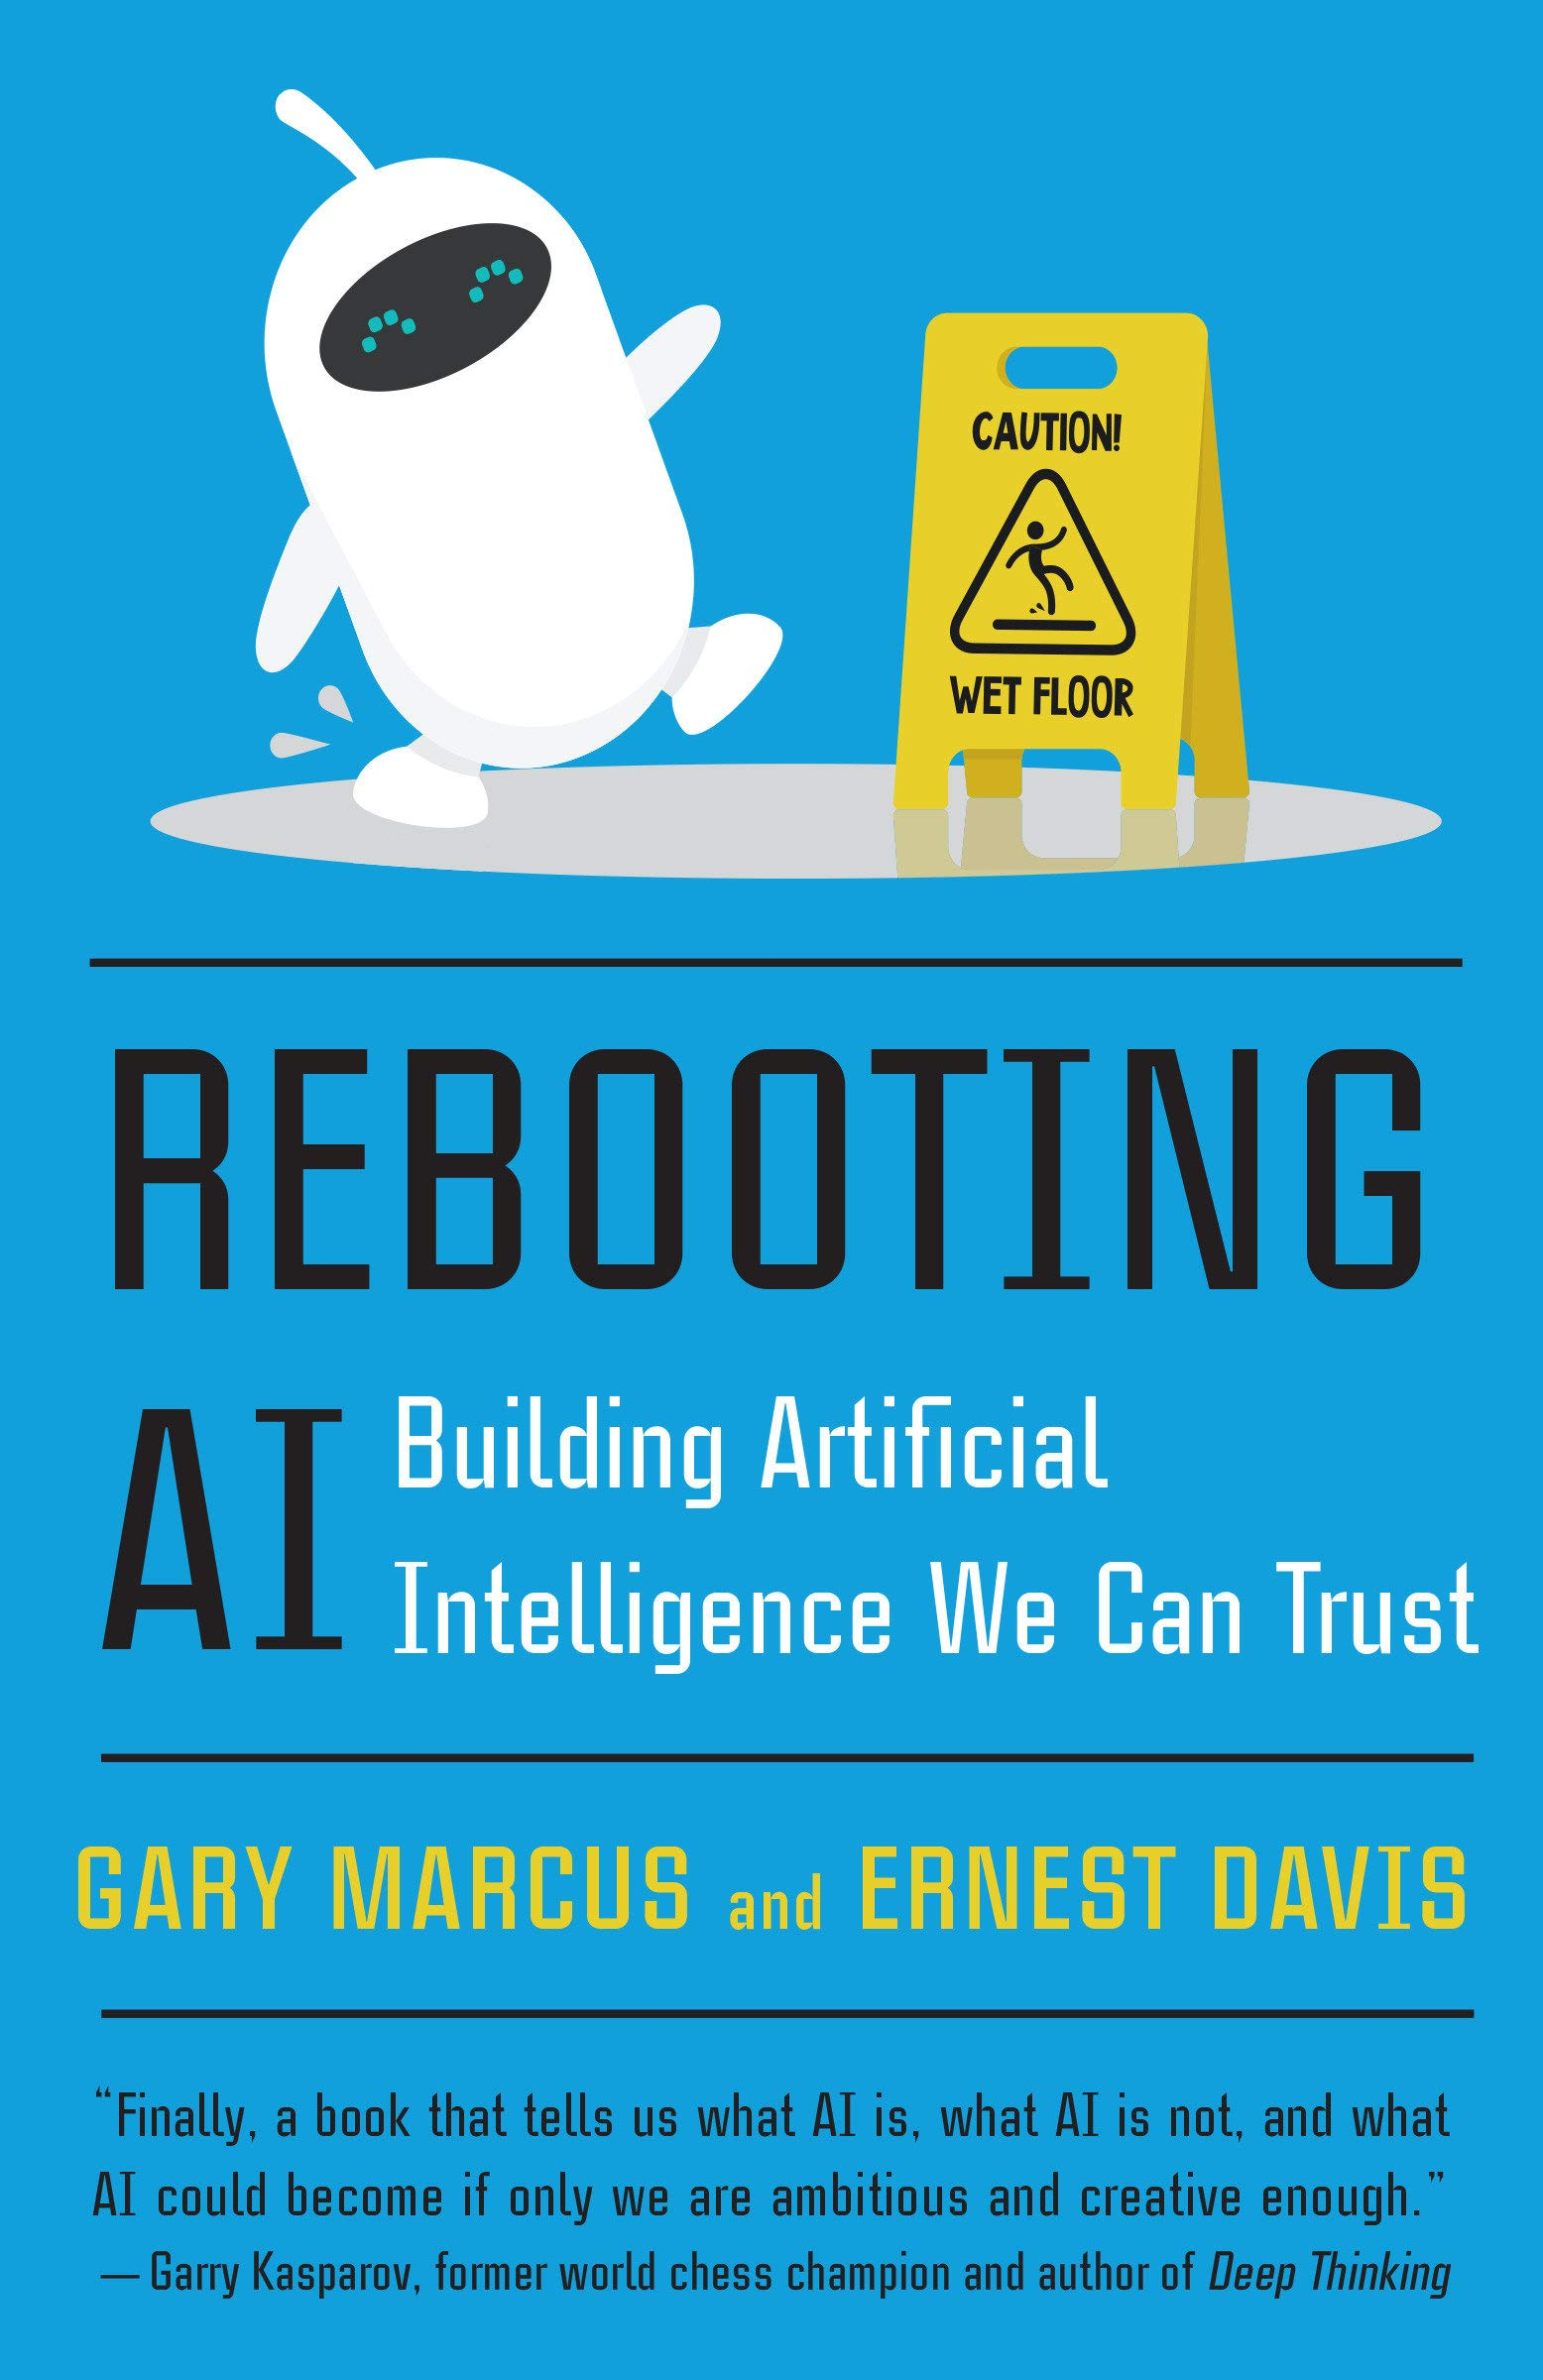 CAUTION!
WET FLOOR
REBOOTING
AI
Building Artificial
Intelligence We Can Trust
GARY MARCUS and ERNEST DAVIS
“Finally, a book that tells us what AI is, what AI is not, and what
AI could become if only we are ambitious and creative enough.”
— Garry Kasparov, former world chess champion and author of Deep Thinking